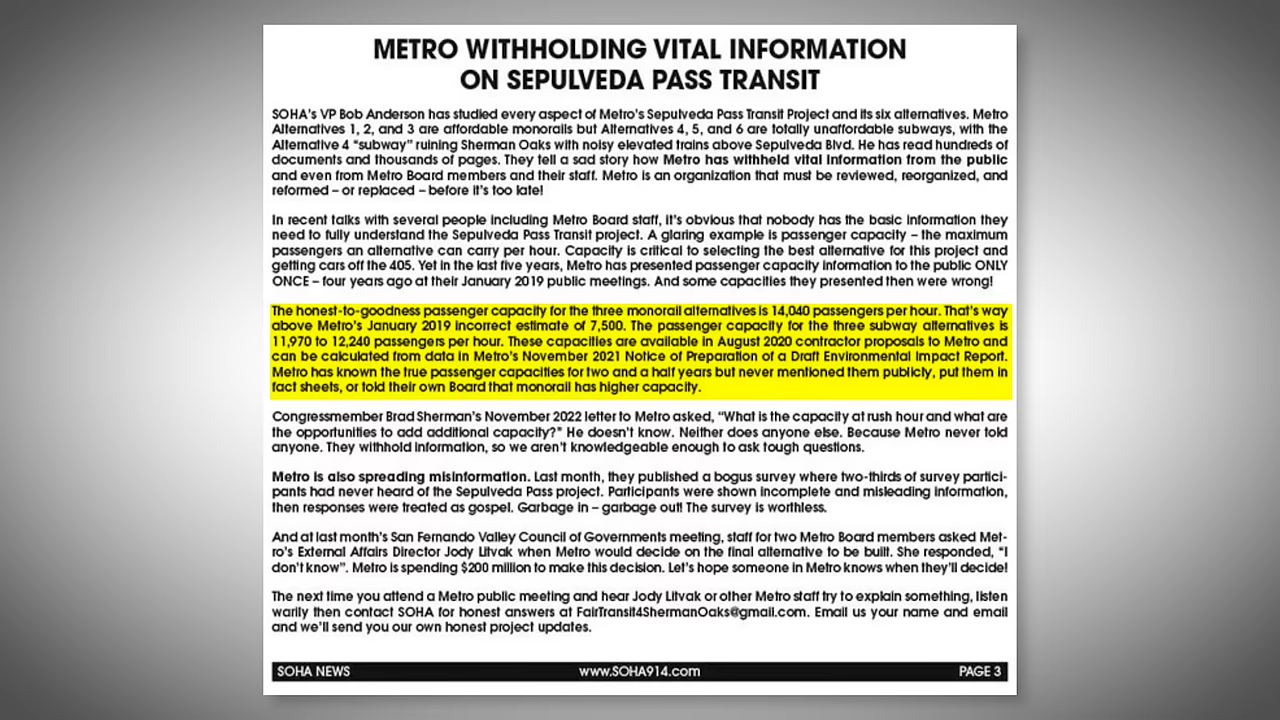 METRO WITHHOLDING VITAL INFORMATION
ON SEPULVEDA PASS TRANSIT
SOHA's VP Bob Anderson has studied every aspect of Metro's Sepulveda Pass Transit Project and its six alternatives. Metro
Alternatives 1, 2, and 3 are affordable monorails but Alternatives 4, 5, and 6 are totally unaffordable subways, with the
Alternative 4 “subway” ruining Sherman Oaks with noisy elevated trains above Sepulveda Blvd. He has read hundreds of
documents and thousands of pages. They tell a sad story how Metro has withheld vital information from the public
and even from Metro Board members and their staff. Metro is an organization that must be reviewed, reorganized, and
reformed – or replaced – before it's too late!
In recent talks with several people including Metro Board staff, it's obvious that nobody has the basic information they
need to fully understand the Sepulveda Pass Transit project. A glaring example is passenger capacity – the maximum
passengers an alternative can carry per hour. Capacity is critical to selecting the best alternative for this project and
getting cars off the 405. Yet in the last five years, Metro has presented passenger capacity information to the public ONLY
ONCE – four years ago at their January 2019 public meetings. And some capacities they presented then were wrong!
The honest-to-goodness passenger capacity for the three monorail alternatives is 14,040 passengers per hour. That's way
above Metro's January 2019 incorrect estimate of 7,500. The passenger capacity for the three subway alternatives is
11,970 to 12,240 passengers per hour. These capacities are available in August 2020 contractor proposals to Metro and
can be calculated from data in Metro's November 2021 Notice of Preparation of a Draft Environmental Impact Report.
Metro has known the true passenger capacities for two and a half years but never mentioned them publicly, put them in
fact sheets, or told their own Board that monorail has higher capacity.
Congressmember Brad Sherman's November 2022 letter to Metro asked, “What is the capacity at rush hour and what are
the opportunities to add additional capacity?” He doesn't know. Neither does anyone else. Because Metro never told
anyone. They withhold information, so we aren't knowledgeable enough to ask tough questions.
Metro is also spreading misinformation. Last month, they published a bogus survey where two-thirds of survey partici-
pants had never heard of the Sepulveda Pass project. Participants were shown incomplete and misleading information,
then responses were treated as gospel. Garbage in – garbage out! The survey is worthless.
And at last month's San Fernando Valley Council of Governments meeting, staff for two Metro Board members asked Met-
ro's External Affairs Director Jody Litvak when Metro would decide on the final alternative to be built. She responded, “I
don't know”. Metro is spending $200 million to make this decision. Let's hope someone in Metro knows when they'll decide!
The next time you attend a Metro public meeting and hear Jody Litvak or other Metro staff try to explain something, listen
warily then contact SOHA for honest answers at FairTransit4ShermanOaks@gmail.com. Email us your name and email
and we'll send you our own honest project updates.
SOHA NEWS www.SOHA914.com PAGE 3